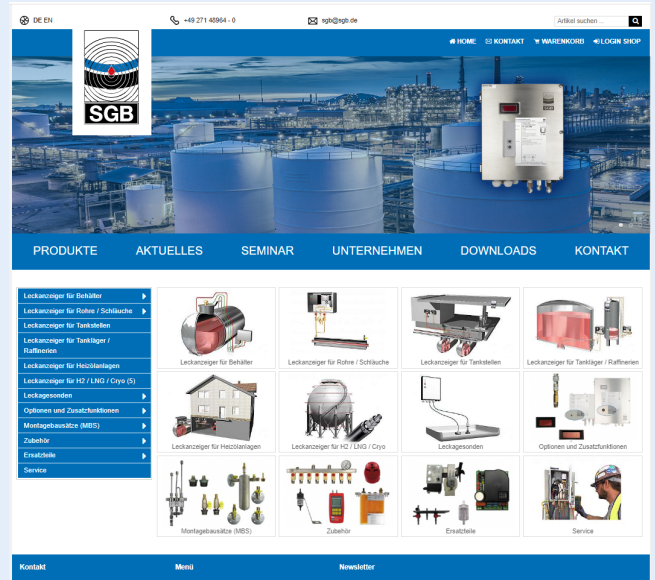 DE EN
+49 271 48964 - 0
sgb@sgb.de
Artikel suchen ...
HOME
KONTAKT
WARENKORB
LOGIN SHOP
SGB
PRODUKTE
AKTUELLES
SEMINAR
UNTERNEHMEN
DOWNLOADS
KONTAKT
Leckanzeiger für Behälter
Leckanzeiger für Rohre / Schläuche
Leckanzeiger für Tankstellen
Leckanzeiger für Tankläger /
Raffinerien
Leckanzeiger für Heizölanlagen
Leckanzeiger für H2 / LNG / Cryo (5)
Leckagesonden
Optionen und Zusatzfunktionen
Montagebausätze (MBS)
Zubehör
Ersatzteile
Service
Leckanzeiger für Behälter
Leckanzeiger für Rohre / Schläuche
Leckanzeiger für Tankstellen
Leckanzeiger für Tankläger / Raffinerien
Leckanzeiger für Heizölanlagen
Leckanzeiger für H2 / LNG / Cryo
Leckagesonden
Optionen und Zusatzfunktionen
Montagebausätze (MBS)
Zubehör
Ersatzteile
Service
Kontakt
Menü
Newsletter